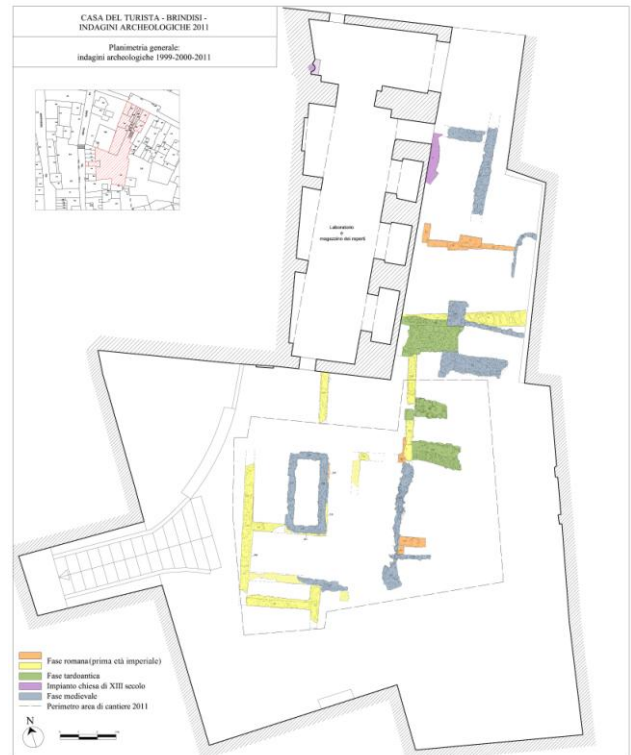 CASA DEL TURISTA - BRINDISI -
INDAGINI ARCHEOLOGICHE 2011
Planimetria generale:
indagini archeologiche 1999-2000-2011
Laboratorio
e
magazzino dei reperti
Fase romana(prima età imperiale)
Fase tardoantica
Impianto chiesa di XIII secolo
Fase medievale
Perimetro area di cantiere 2011
N